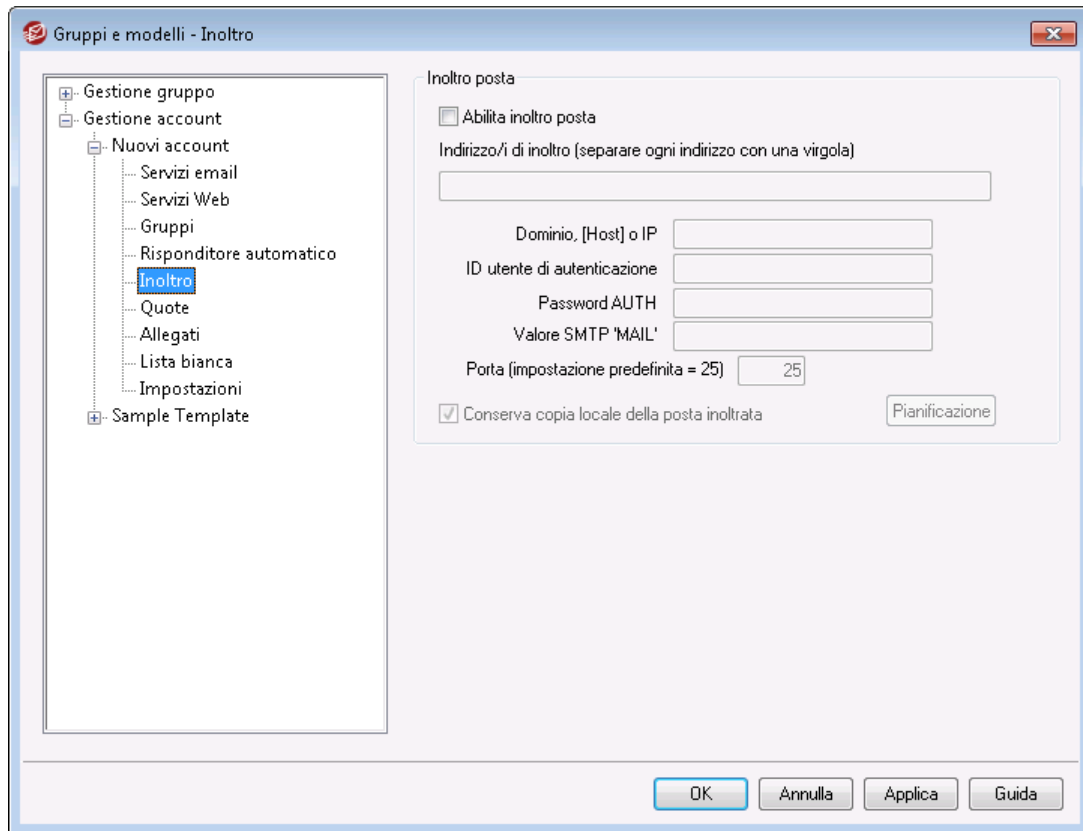 Gruppi e modelli - Inoltro
Gestione gruppo
Gestione account
Nuovi account
Servizi email
Servizi Web
Gruppi
Risponditore automatico
Inoltro
Quote
Allegati
Lista bianca
Impostazioni
Sample Template
Inoltro posta
Abilita inoltro posta
Indirizzo/i di inoltro (separare ogni indirizzo con una virgola)
Dominio, [Host] o IP
ID utente di autenticazione
Password AUTH
Valore SMTP 'MAIL'
Porta (impostazione predefinita = 25) 25
Conserva copia locale della posta inoltrata Pianificazione
OK Annulla Applica Guida